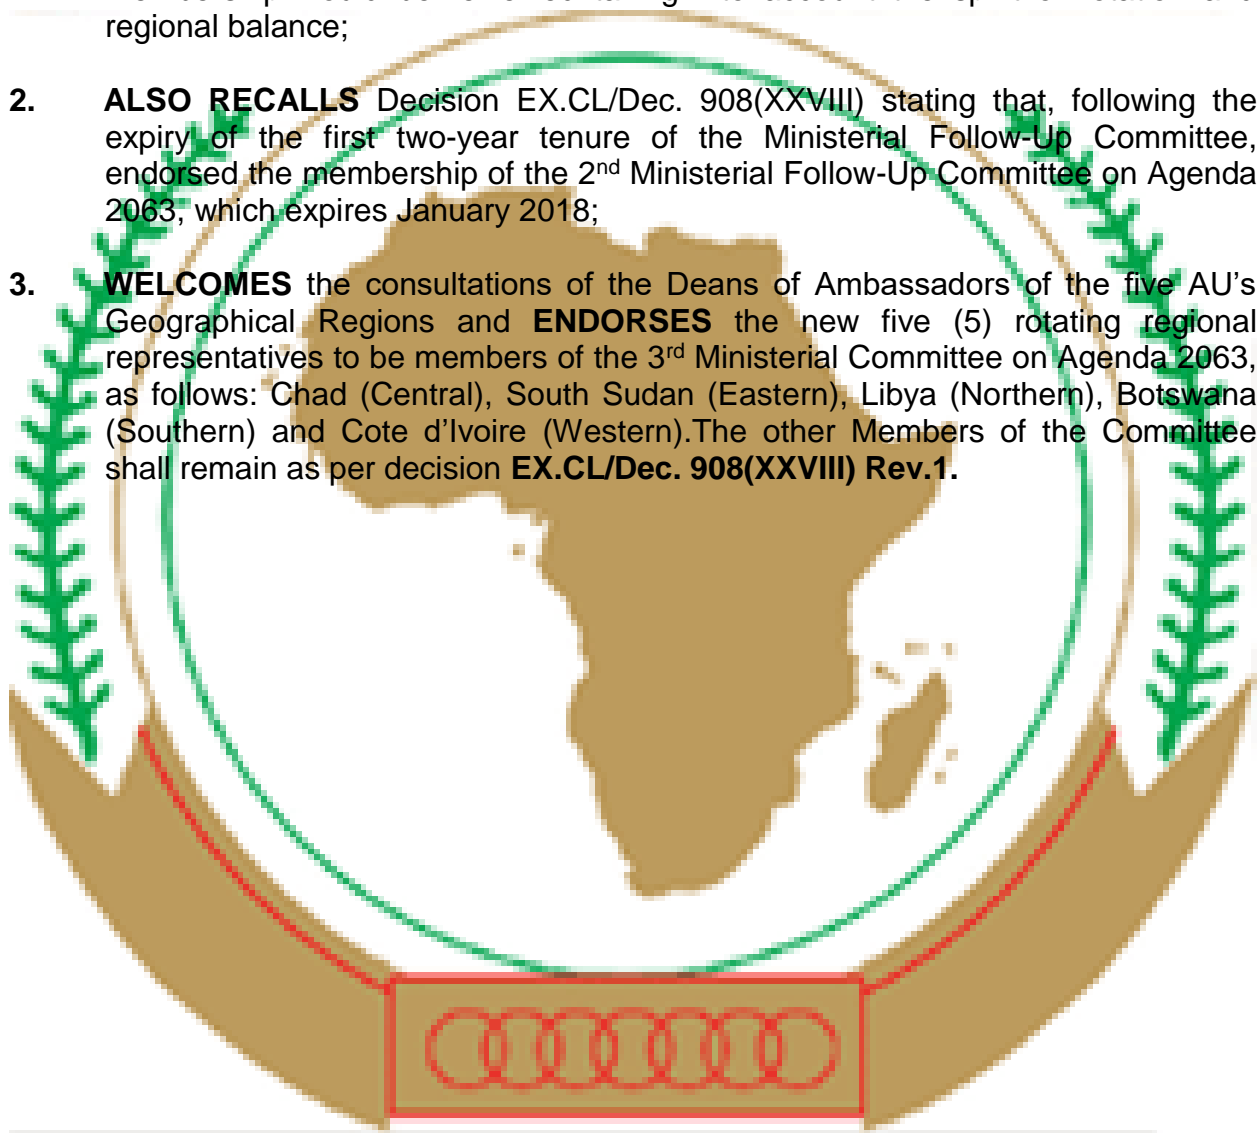 regional balance;
2. ALSO RECALLS Decision EX.CL/Dec. 908(XXVIII) stating that, following the
expiry of the first two-year tenure of the Ministerial Follow-Up Committee,
endorsed the membership of the 2nd Ministerial Follow-Up Committee on Agenda
2063, which expires January 2018;
3. WELCOMES the consultations of the Deans of Ambassadors of the five AU’s
Geographical Regions and ENDORSES the new five (5) rotating regional
representatives to be members of the 3rd Ministerial Committee on Agenda 2063,
as follows: Chad (Central), South Sudan (Eastern), Libya (Northern), Botswana
(Southern) and Cote d’Ivoire (Western).The other Members of the Committee
shall remain as per decision EX.CL/Dec. 908(XXVIII) Rev.1.